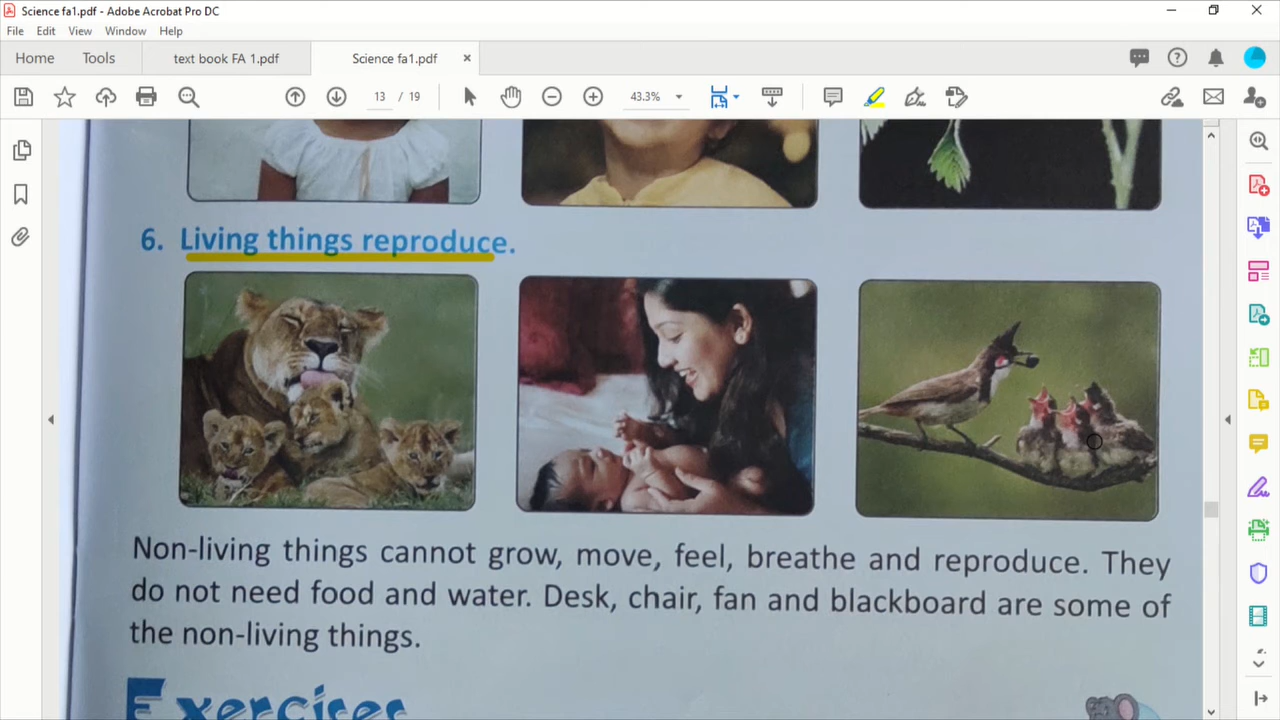 Science fa1.pdf - Adobe Acrobat Pro DC
File Edit View Window Help
Home Tools text book FA 1.pdf Science fa1.pdf
13 / 19 43.3%
6. Living things reproduce.
Non-living things cannot grow, move, feel, breathe and reproduce. They
do not need food and water. Desk, chair, fan and blackboard are some of
the non-living things.
Exercises